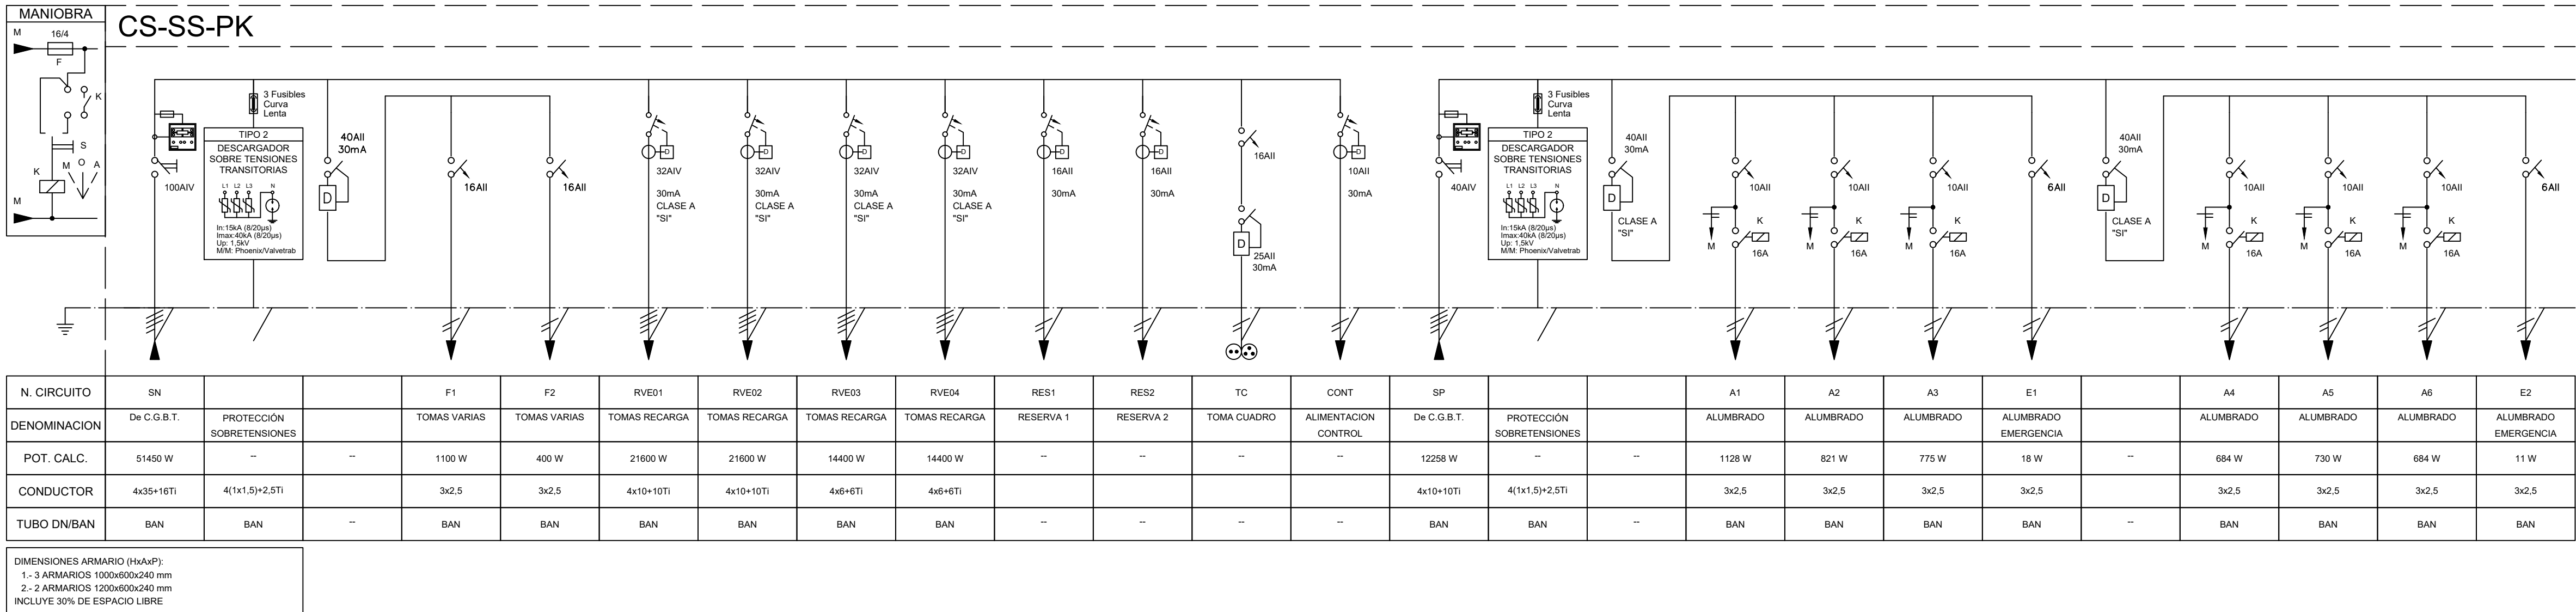 MANIOBRA
CS-SS-PK
M
16/4
F
K
S
M
O
A
K
M
100AIV
3 Fusibles
Curva
Lenta
TIPO 2
DESCARGADOR
SOBRE TENSIONES
TRANSITORIAS
L1 L2 L3 N
In:15kA (8/20µs)
Imax:40kA (8/20µs)
Up: 1,5kV
M/M: Phoenix/Valvetrab
40AII
30mA
D
16AII
16AII
D
32AIV
30mA
CLASE A
"SI"
D
32AIV
30mA
CLASE A
"SI"
D
32AIV
30mA
CLASE A
"SI"
D
32AIV
30mA
CLASE A
"SI"
D
16AII
30mA
D
16AII
30mA
16AII
D
25AII
30mA
D
10AII
30mA
40AIV
3 Fusibles
Curva
Lenta
TIPO 2
DESCARGADOR
SOBRE TENSIONES
TRANSITORIAS
L1 L2 L3 N
In:15kA (8/20µs)
Imax:40kA (8/20µs)
Up: 1,5kV
M/M: Phoenix/Valvetrab
40AII
30mA
D
CLASE A
"SI"
10AII
K
M
16A
10AII
K
M
16A
10AII
K
M
16A
6AII
40AII
30mA
D
CLASE A
"SI"
10AII
K
M
16A
10AII
K
M
16A
10AII
K
M
16A
6AII
N. CIRCUITO SN F1 F2 RVE01 RVE02 RVE03 RVE04 RES1 RES2 TC CONT SP A1 A2 A3 E1 A4 A5 A6 E2
DENOMINACION De C.G.B.T. PROTECCIÓN SOBRETENSIONES TOMAS VARIAS TOMAS VARIAS TOMAS RECARGA TOMAS RECARGA TOMAS RECARGA TOMAS RECARGA RESERVA 1 RESERVA 2 TOMA CUADRO ALIMENTACION CONTROL De C.G.B.T. PROTECCIÓN SOBRETENSIONES ALUMBRADO ALUMBRADO ALUMBRADO ALUMBRADO EMERGENCIA ALUMBRADO ALUMBRADO ALUMBRADO ALUMBRADO EMERGENCIA
POT. CALC. 51450 W -- -- 1100 W 400 W 21600 W 21600 W 14400 W 14400 W -- -- -- -- 12258 W -- -- 1128 W 821 W 775 W 18 W -- 684 W 730 W 684 W 11 W
CONDUCTOR 4x35+16Ti 4(1x1,5)+2,5Ti 3x2,5 3x2,5 4x10+10Ti 4x10+10Ti 4x6+6Ti 4x6+6Ti 4x10+10Ti 4(1x1,5)+2,5Ti 3x2,5 3x2,5 3x2,5 3x2,5 3x2,5 3x2,5 3x2,5 3x2,5
TUBO DN/BAN BAN BAN -- BAN BAN BAN BAN BAN BAN -- -- -- -- BAN BAN -- BAN BAN BAN BAN -- BAN BAN BAN BAN
DIMENSIONES ARMARIO (HxAxP):
1.- 3 ARMARIOS 1000x600x240 mm
2.- 2 ARMARIOS 1200x600x240 mm
INCLUYE 30% DE ESPACIO LIBRE